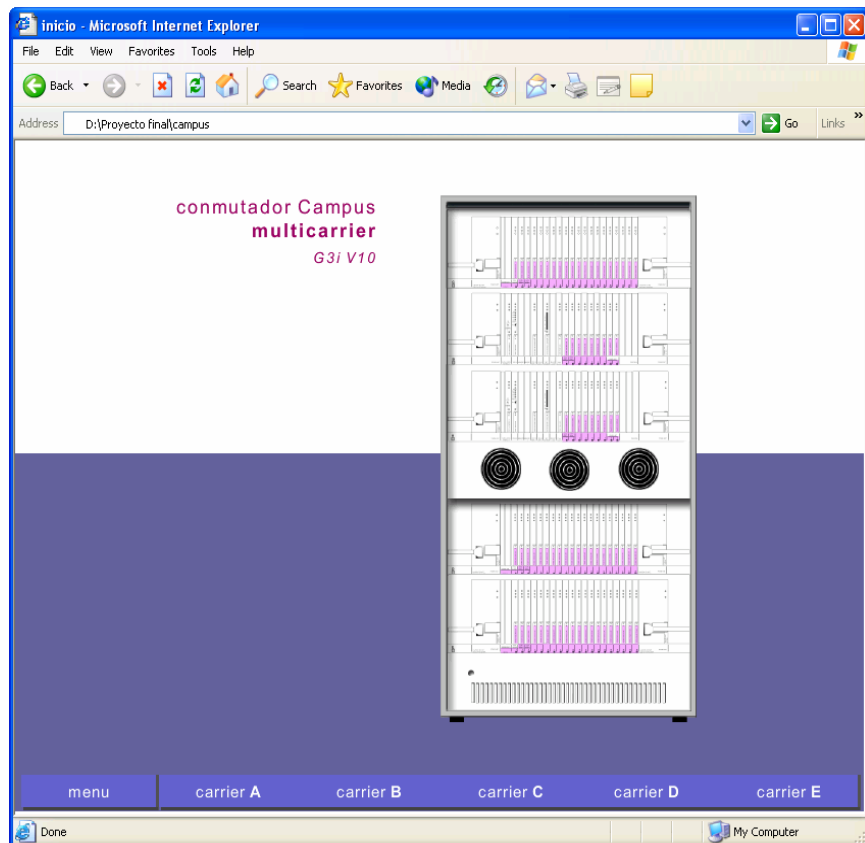 inicio - Microsoft Internet Explorer
File Edit View Favorites Tools Help
Back Search Favorites Media
Address D:\Proyecto final\campus Go Links »
conmutador Campus
multicarrier
G3i V10
menu carrier A carrier B carrier C carrier D carrier E
Done My Computer